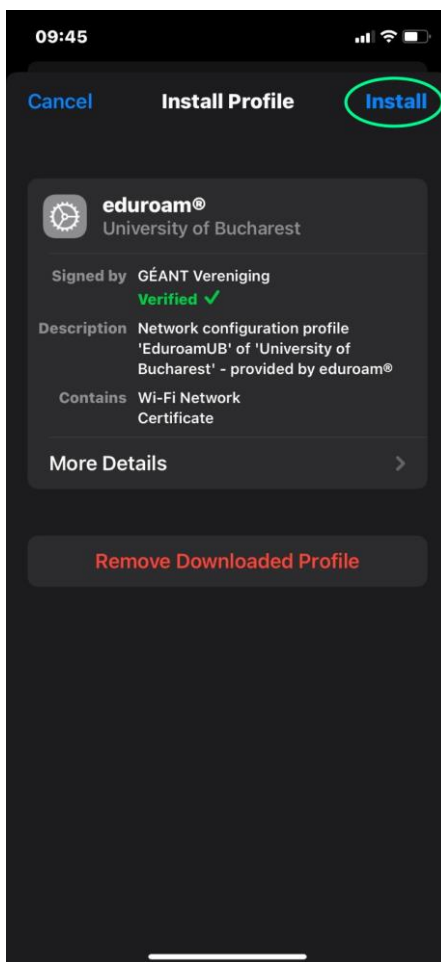 09:45
Cancel Install Profile Install
eduroam®
University of Bucharest
Signed by GÉANT Vereniging
Verified ✓
Description Network configuration profile
'EduroamUB' of 'University of
Bucharest' - provided by eduroam®
Contains Wi-Fi Network
Certificate
More Details
Remove Downloaded Profile